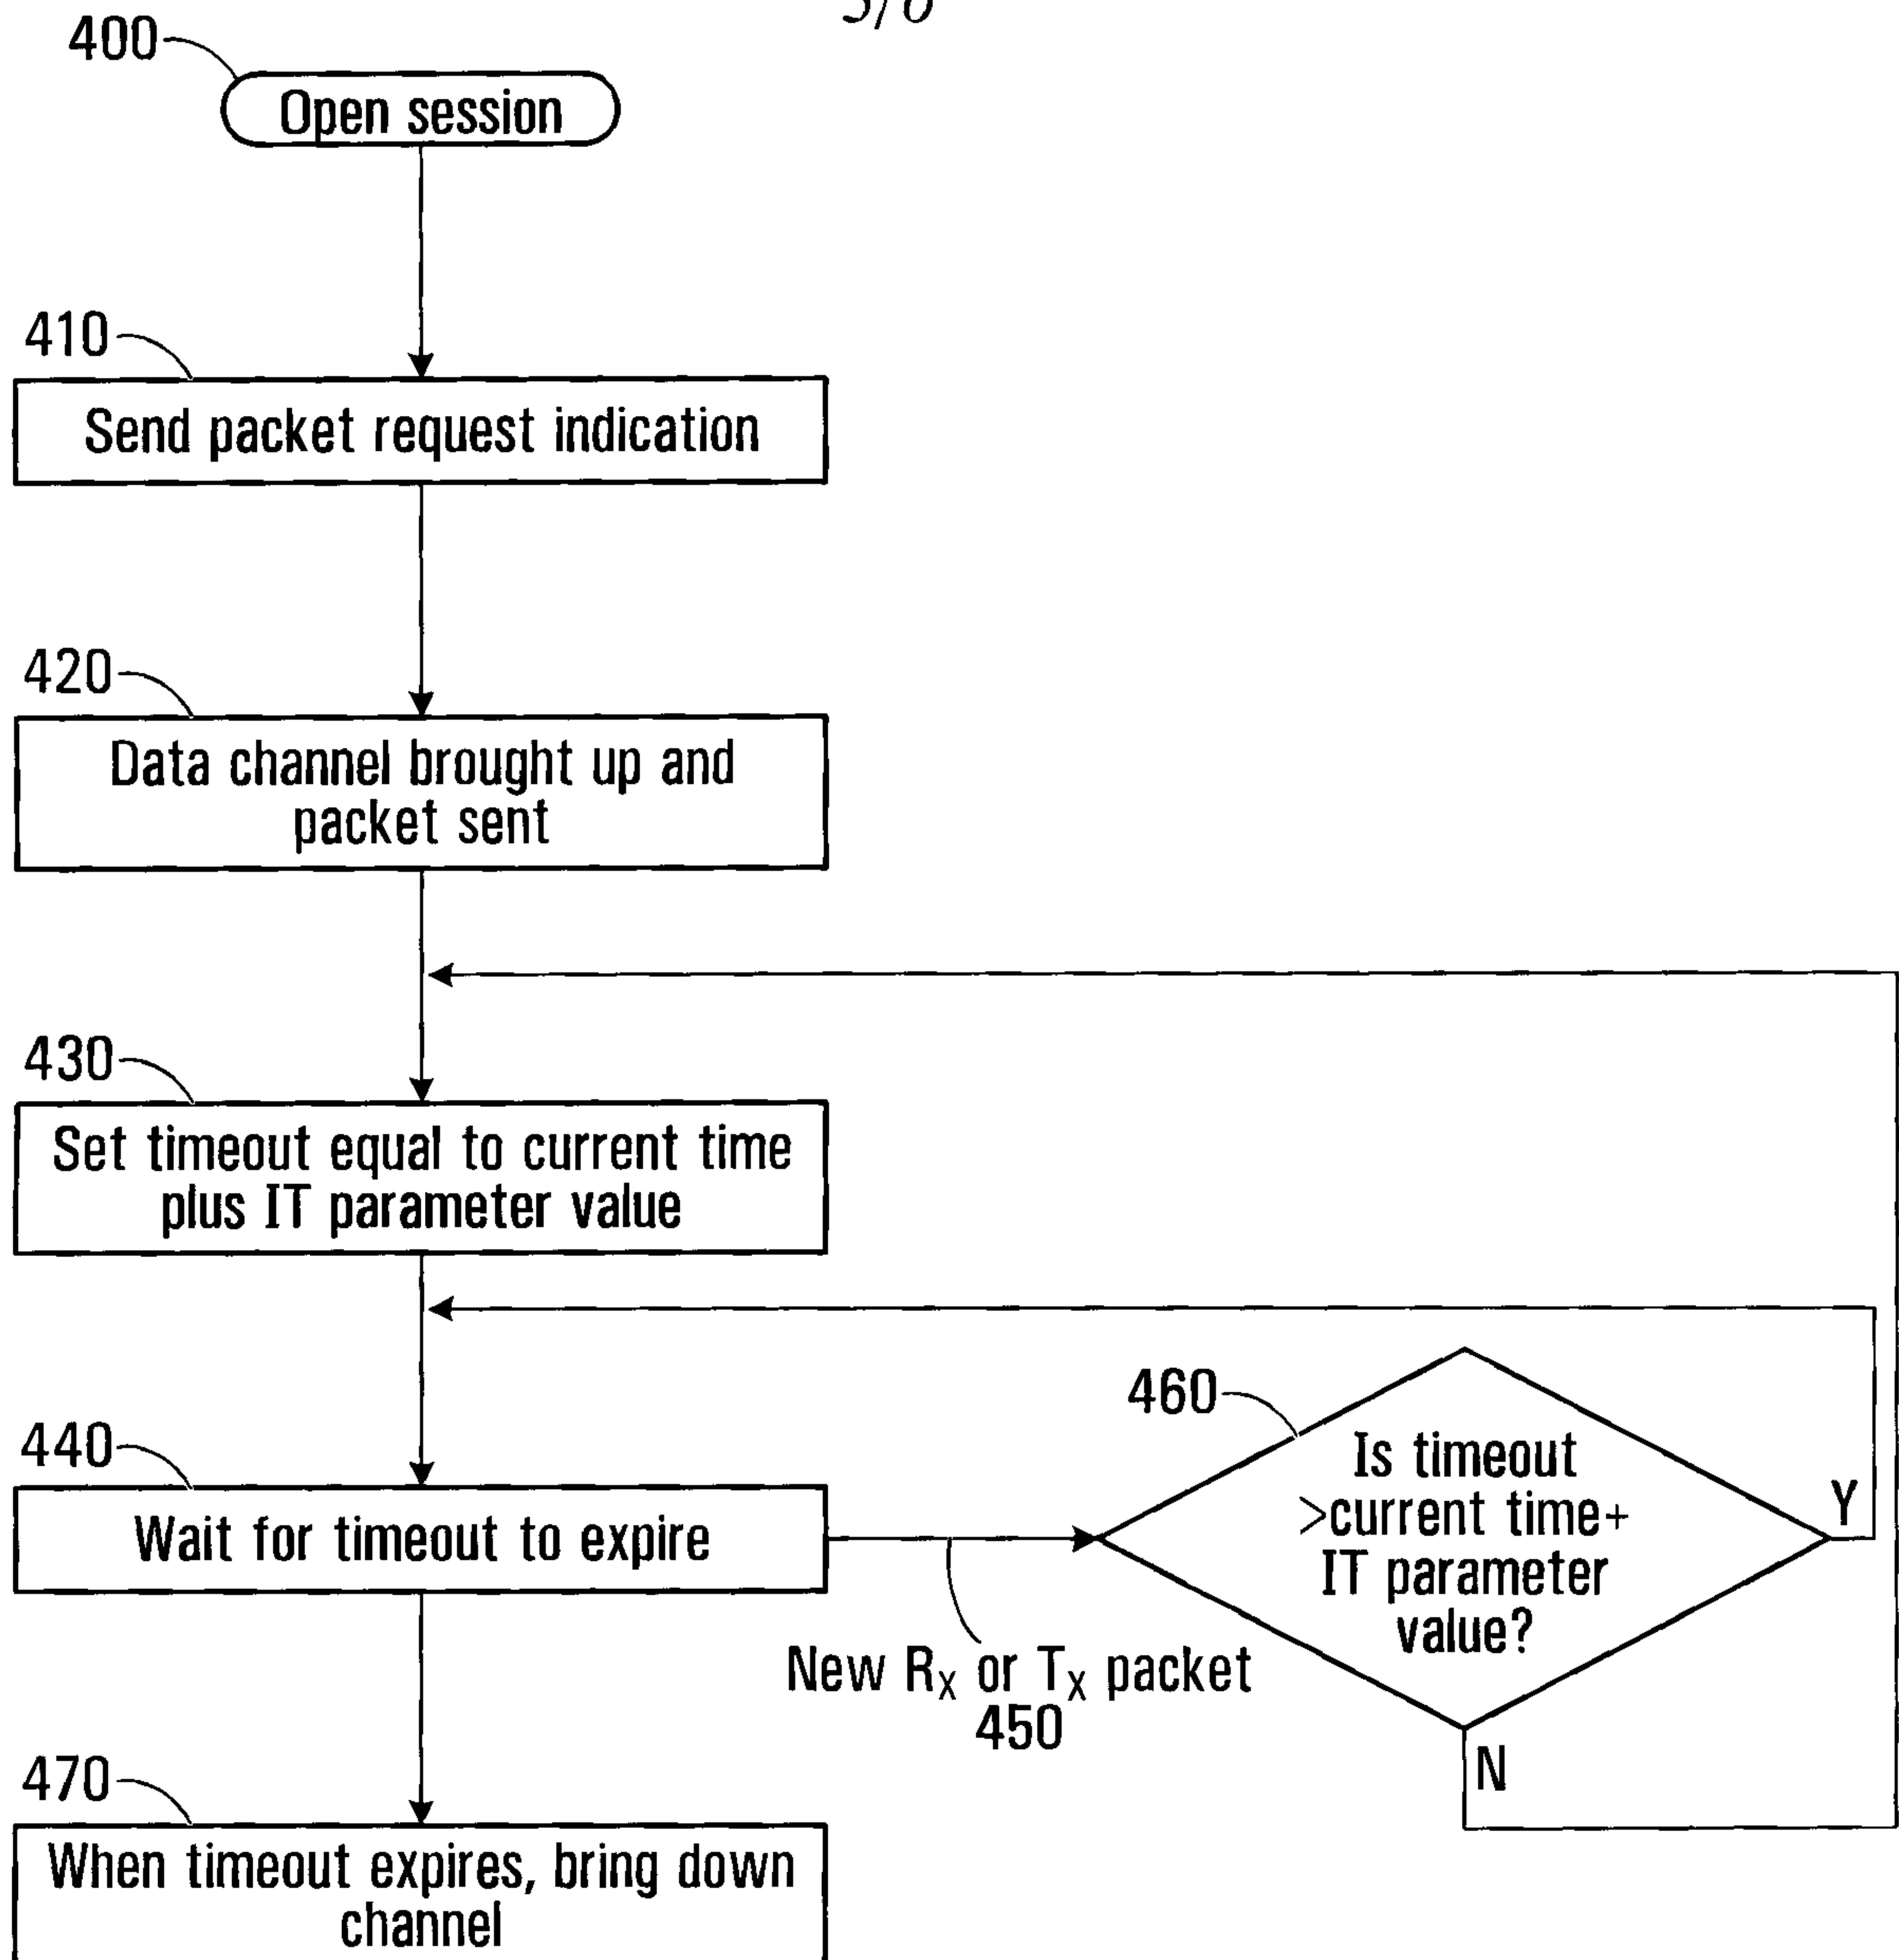 400
Open session
410
Send packet request indication
420
Data channel brought up and
packet sent
430
Set timeout equal to current time
plus IT parameter value
460
Is timeout
>current time+
IT parameter
value?
Y
440
Wait for timeout to expire
New RX or TX packet
450
N
470
When timeout expires, bring down
channel